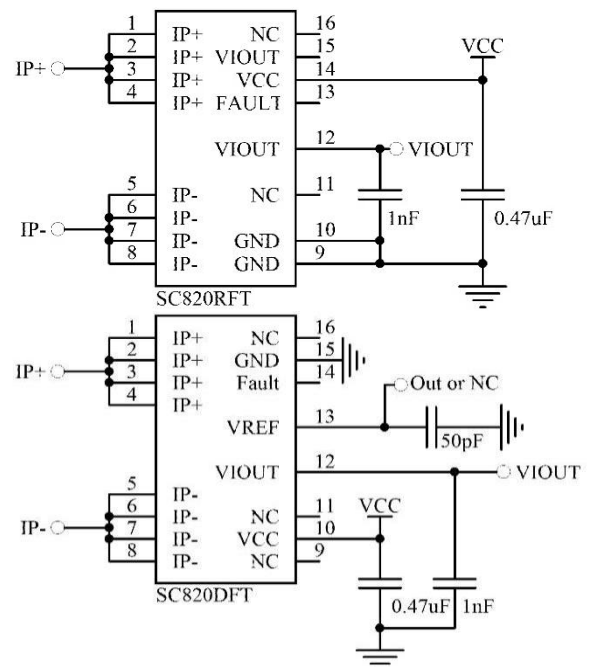 1 IP+ NC 16
2 IP+ VIOUT 15 VCC
IP+ 3 IP+ VCC 14
4 IP+ FAULT 13
VIOUT 12 VIOUT
5 IP- NC 11
6 IP- 1nF 0.47uF
IP- 7 IP- GND 10
8 IP- GND 9
SC820RFT
1 IP+ NC 16
2 IP+ GND 15
IP+ 3 IP+ Fault 14 Out or NC
4 IP+
VREF 13
50pF
VIOUT 12 VIOUT
5 IP-
6 IP- NC 11 VCC
IP- 7 IP- VCC 10
8 IP- NC 9
SC820DFT 0.47uF 1nF